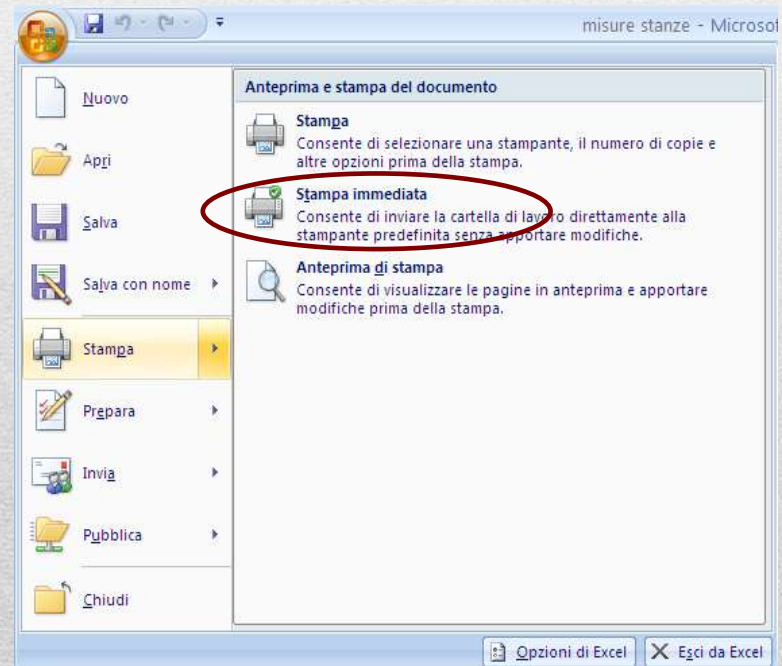 misure stanze - Microsof
Nuovo
Apri
Salva
Salva con nome
Stampa
Prepara
Invia
Pubblica
Chiudi
Anteprima e stampa del documento
Stampa
Consente di selezionare una stampante, il numero di copie e
altre opzioni prima della stampa.
Stampa immediata
Consente di inviare la cartella di lavoro direttamente alla
stampante predefinita senza apportare modifiche.
Anteprima di stampa
Consente di visualizzare le pagine in anteprima e apportare
modifiche prima della stampa.
Opzioni di Excel
Esci da Excel